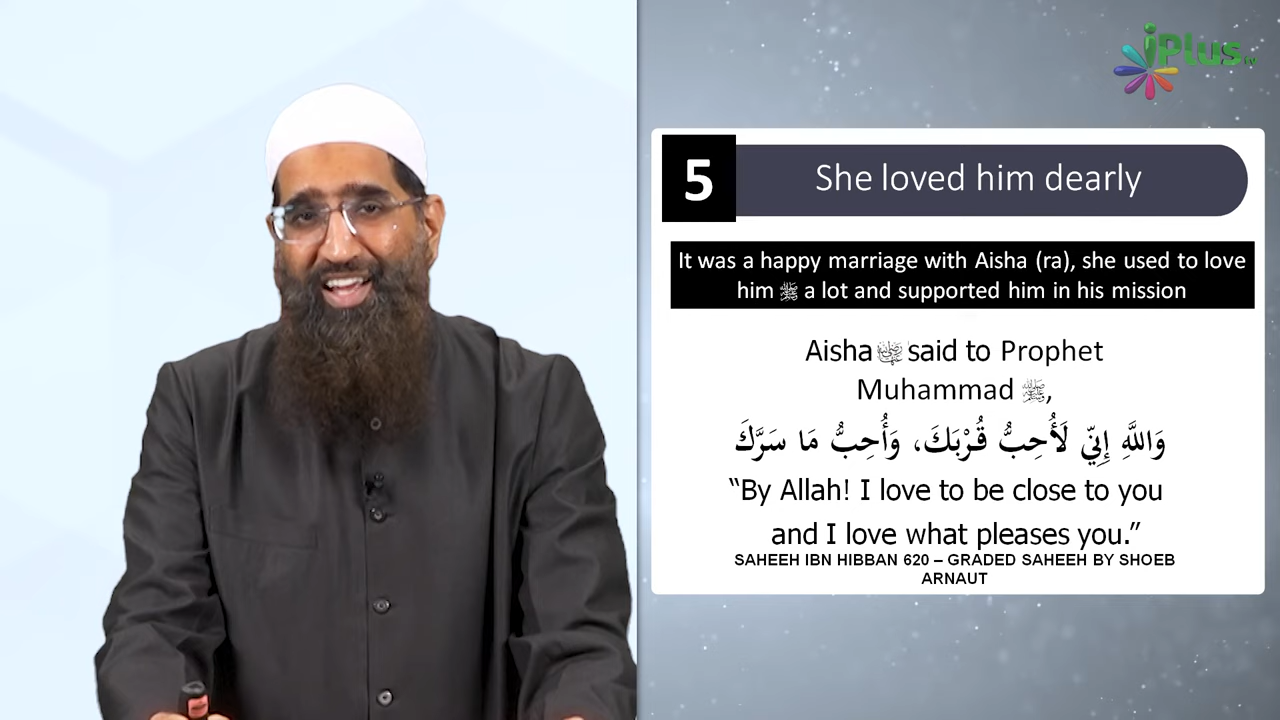 iPlus TV
5
She loved him dearly
It was a happy marriage with Aisha (ra), she used to love
him ﷺ a lot and supported him in his mission
Aisha said to Prophet
Muhammad ﷺ,
وَاللَّهِ إِنِّي لَأُحِبُّ قُرْبَكَ، وَأُحِبُّ مَا سَرَّكَ
“By Allah! I love to be close to you
and I love what pleases you.”
SAHEEH IBN HIBBAN 620 – GRADED SAHEEH BY SHOEB
ARNAUT